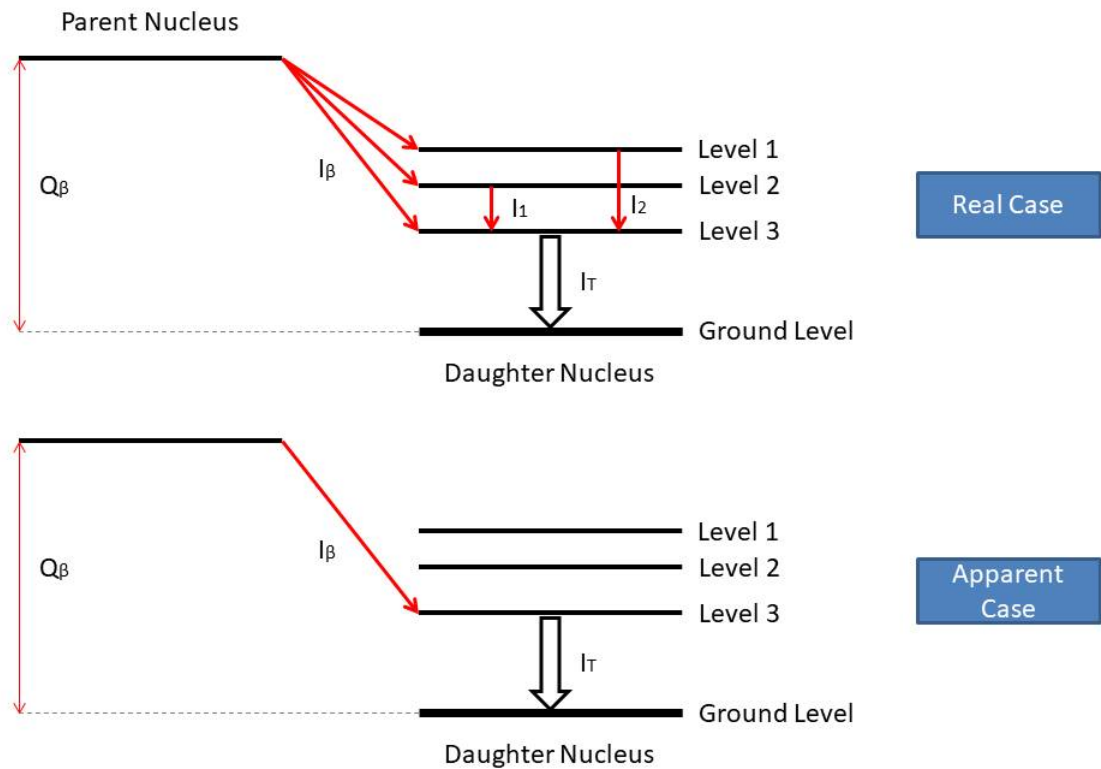 Parent Nucleus
Level 1
Iβ
Qβ
Level 2
I1
I2
Real Case
Level 3
IT
Ground Level
Daughter Nucleus
Level 1
Iβ
Qβ
Level 2
Apparent
Case
Level 3
IT
Ground Level
Daughter Nucleus